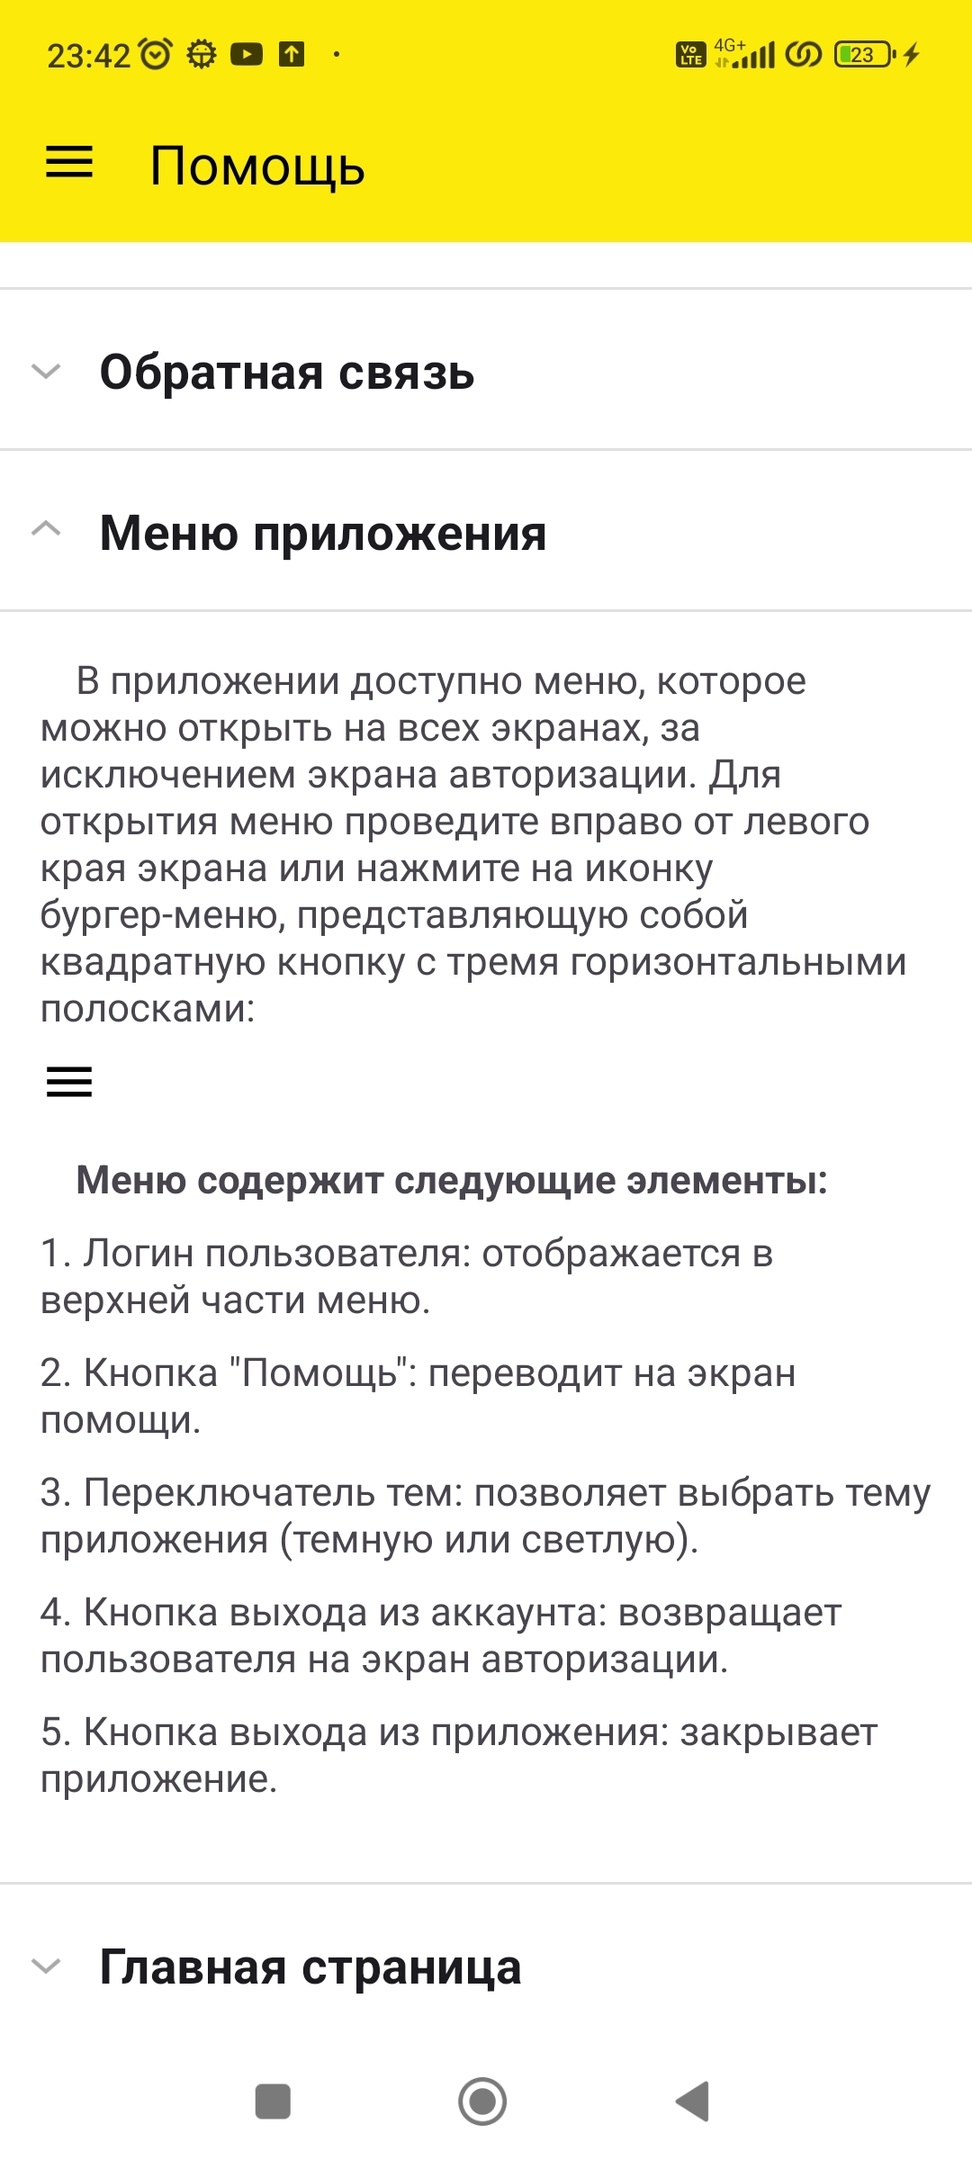 23:42
Vo LTE 4G+ 23
Помощь
Обратная связь
Меню приложения
В приложении доступно меню, которое
можно открыть на всех экранах, за
исключением экрана авторизации. Для
открытия меню проведите вправо от левого
края экрана или нажмите на иконку
бургер-меню, представляющую собой
квадратную кнопку с тремя горизонтальными
полосками:
Меню содержит следующие элементы:
1. Логин пользователя: отображается в
верхней части меню.
2. Кнопка "Помощь": переводит на экран
помощи.
3. Переключатель тем: позволяет выбрать тему
приложения (темную или светлую).
4. Кнопка выхода из аккаунта: возвращает
пользователя на экран авторизации.
5. Кнопка выхода из приложения: закрывает
приложение.
Главная страница